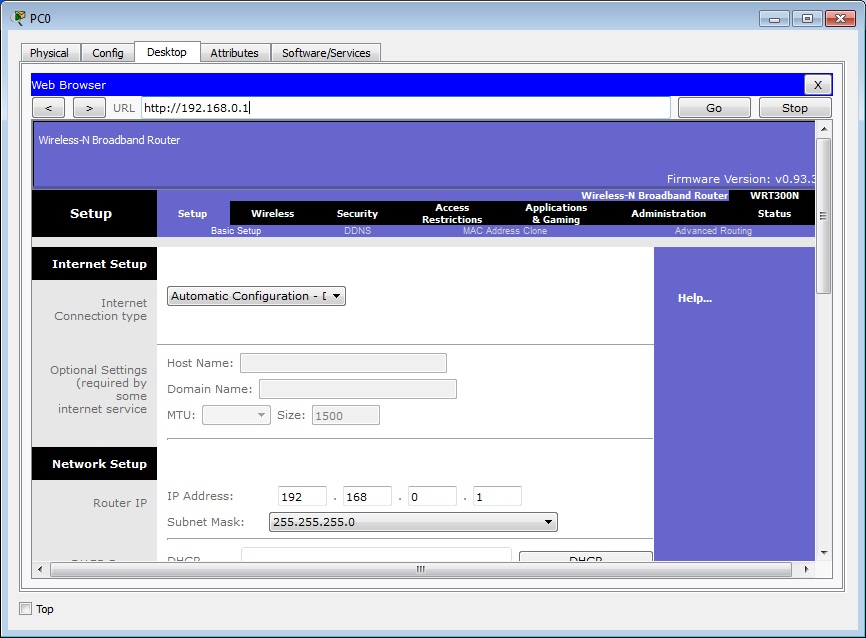 PC0
Physical Config Desktop Attributes Software/Services
Web Browser X
< > URL http://192.168.0.1 Go Stop
Wireless-N Broadband Router
Firmware Version: v0.93.3
Wireless-N Broadband Router WRT300N
Setup
Setup Wireless Security Access Restrictions Applications & Gaming Administration Status
Basic Setup DDNS MAC Address Clone Advanced Routing
Internet Setup
Internet
Connection type
Automatic Configuration - D
Help...
Optional Settings
(required by
some
internet service
Host Name:
Domain Name:
MTU: Size: 1500
Network Setup
Router IP
IP Address: 192 . 168 . 0 . 1
Subnet Mask: 255.255.255.0
DHCP DHCP
Top